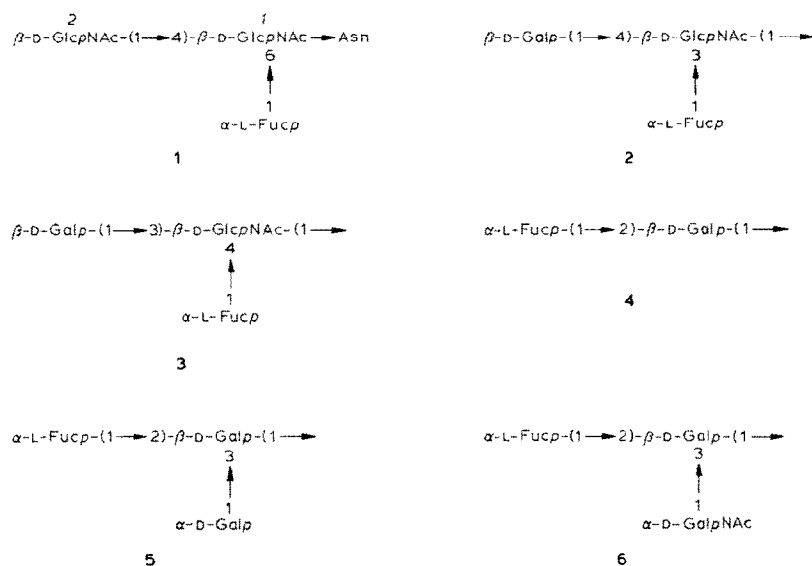 2 1
β-D-GlcpNAc-(1⟶4)-β-D-GlcpNAc⟶Asn
6
1
α-L-Fucp
1
β-D-Galp-(1⟶4)-β-D-GlcpNAc-(1⟶
3
1
α-L-Fucp
2
β-D-Galp-(1⟶3)-β-D-GlcpNAc-(1⟶
4
1
α-L-Fucp
3
α-L-Fucp-(1⟶2)-β-D-Galp-(1⟶
4
α-L-Fucp-(1⟶2)-β-D-Galp-(1⟶
3
1
α-D-Galp
5
α-L-Fucp-(1⟶2)-β-D-Galp-(1⟶
3
1
α-D-GalpNAc
6